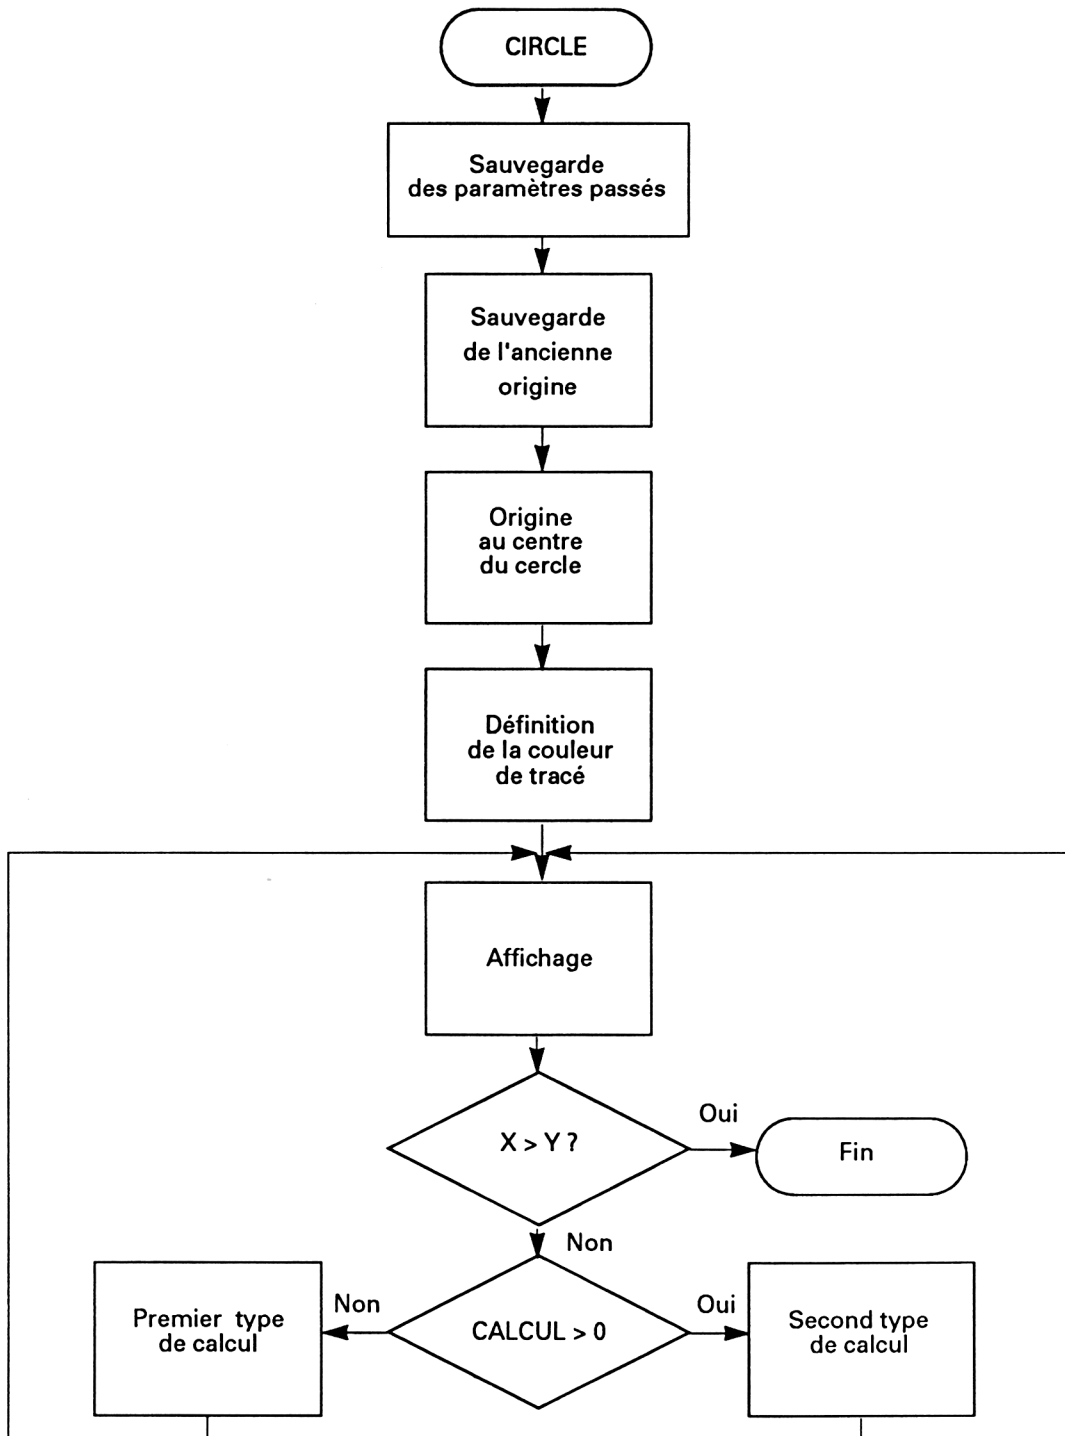 CIRCLE
Sauvegarde
des paramètres passés
Sauvegarde
de l'ancienne
origine
Origine
au centre
du cercle
Définition
de la couleur
de tracé
Affichage
X > Y ?
Oui
Fin
Non
Premier type
de calcul
Non
CALCUL > 0
Oui
Second type
de calcul